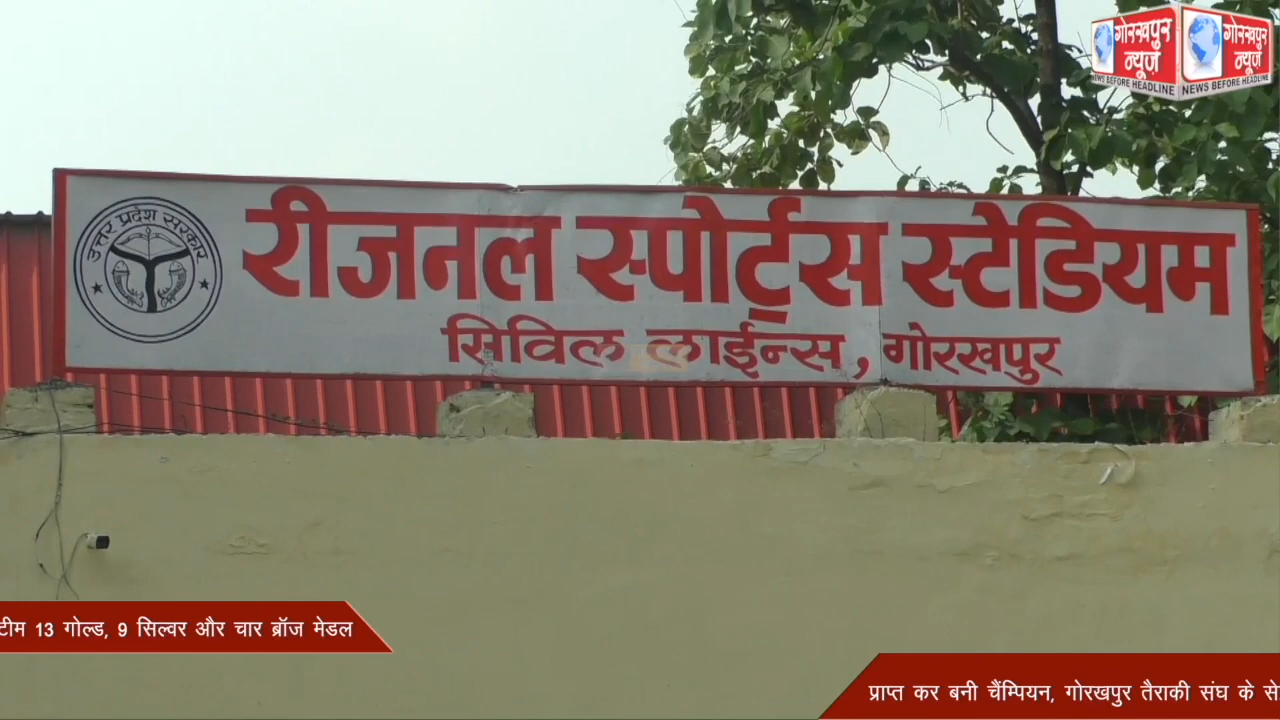 गोरखपुर न्यूज़
NEWS BEFORE HEADLINE
गोरखपुर न्यूज़
NEWS BEFORE HEADLINE
उत्तर प्रदेश सरकार
रीजनल स्पोर्ट्स स्टेडियम
सिविल लाईन्स, गोरखपुर
टीम 13 गोल्ड, 9 सिल्वर और चार ब्रॉज मेडल
प्राप्त कर बनी चैंम्पियन, गोरखपुर तैराकी संघ के से